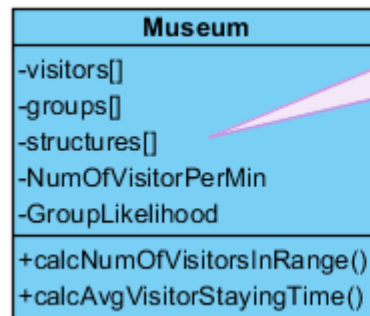 Museum
-visitors[]
-groups[]
-structures[]
-NumOfVisitorPerMin
-GroupLikelihood
+calcNumOfVisitorsInRange()
+calcAvgVisitorStayingTime()